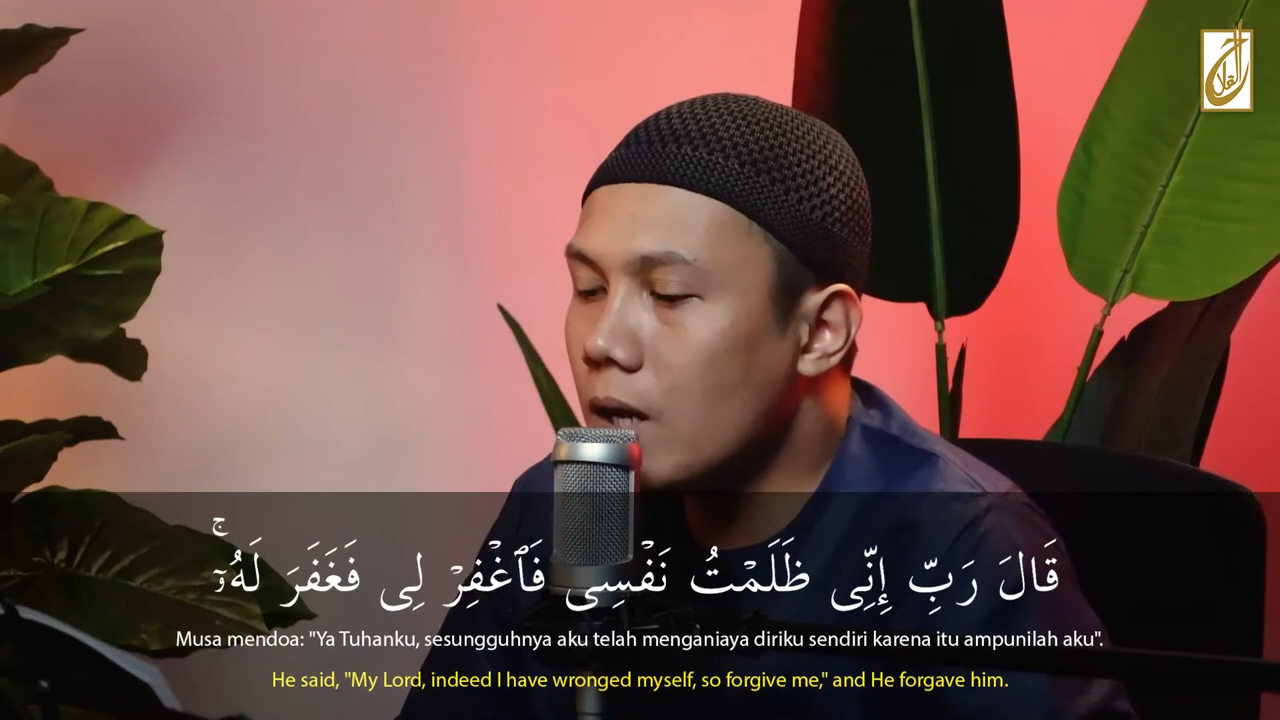 الفلاح
قَالَ رَبِّ إِنِّى ظَلَمْتُ نَفْسِى فَٱغْفِرْ لِى فَغَفَرَ لَهُۥٓ ۚ
Musa mendoa: "Ya Tuhanku, sesungguhnya aku telah menganiaya diriku sendiri karena itu ampunilah aku".
He said, "My Lord, indeed I have wronged myself, so forgive me," and He forgave him.